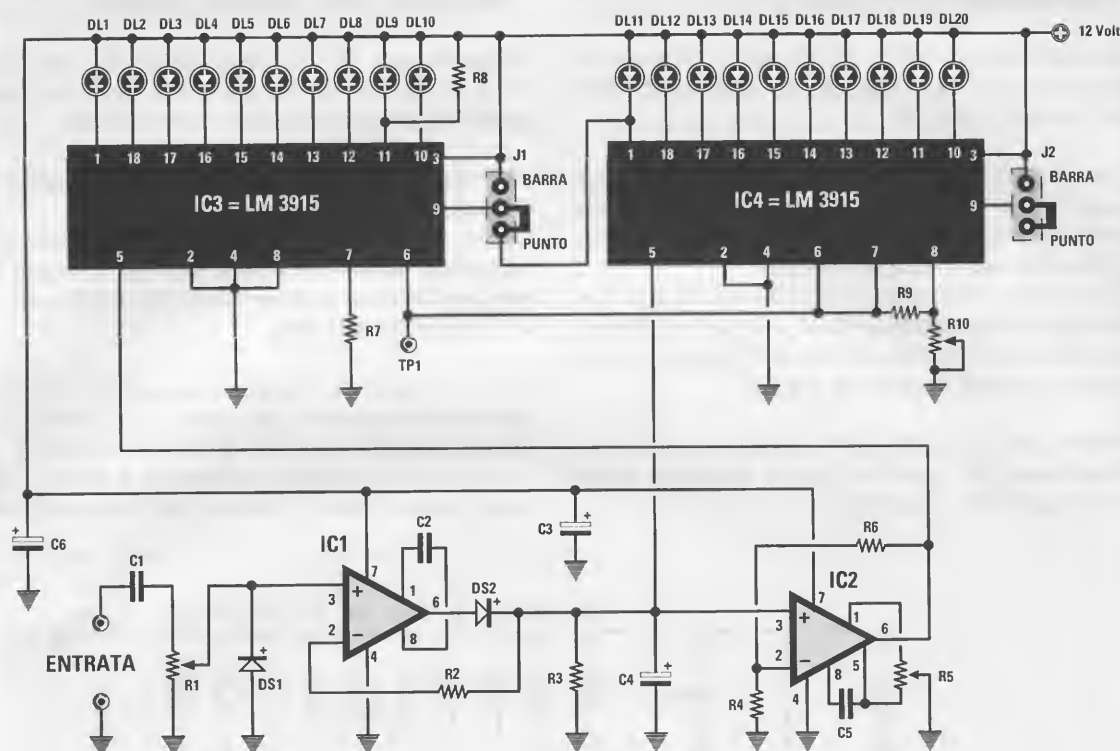 DL1 DL2 DL3 DL4 DL5 DL6 DL7 DL8 DL9 DL10
DL11 DL12 DL13 DL14 DL15 DL16 DL17 DL18 DL19 DL20
12 Volt
R8
1 18 17 16 15 14 13 12 11 10
3
J1
BARRA
IC3 = LM 3915
9
PUNTO
5 2 4 8 7 6
1 18 17 16 15 14 13 12 11 10
3
J2
BARRA
IC4 = LM 3915
9
PUNTO
5 2 4 6 7 8
R7
TP1
R9
R10
C6
+
C1
ENTRATA
R1
DS1
+
IC1
C2
7
1
3
+
6
2
−
8
4
DS2
+
R2
C3
+
R3
C4
+
R6
IC2
7
1
3
+
6
2
−
8
5
4
R4
C5
R5